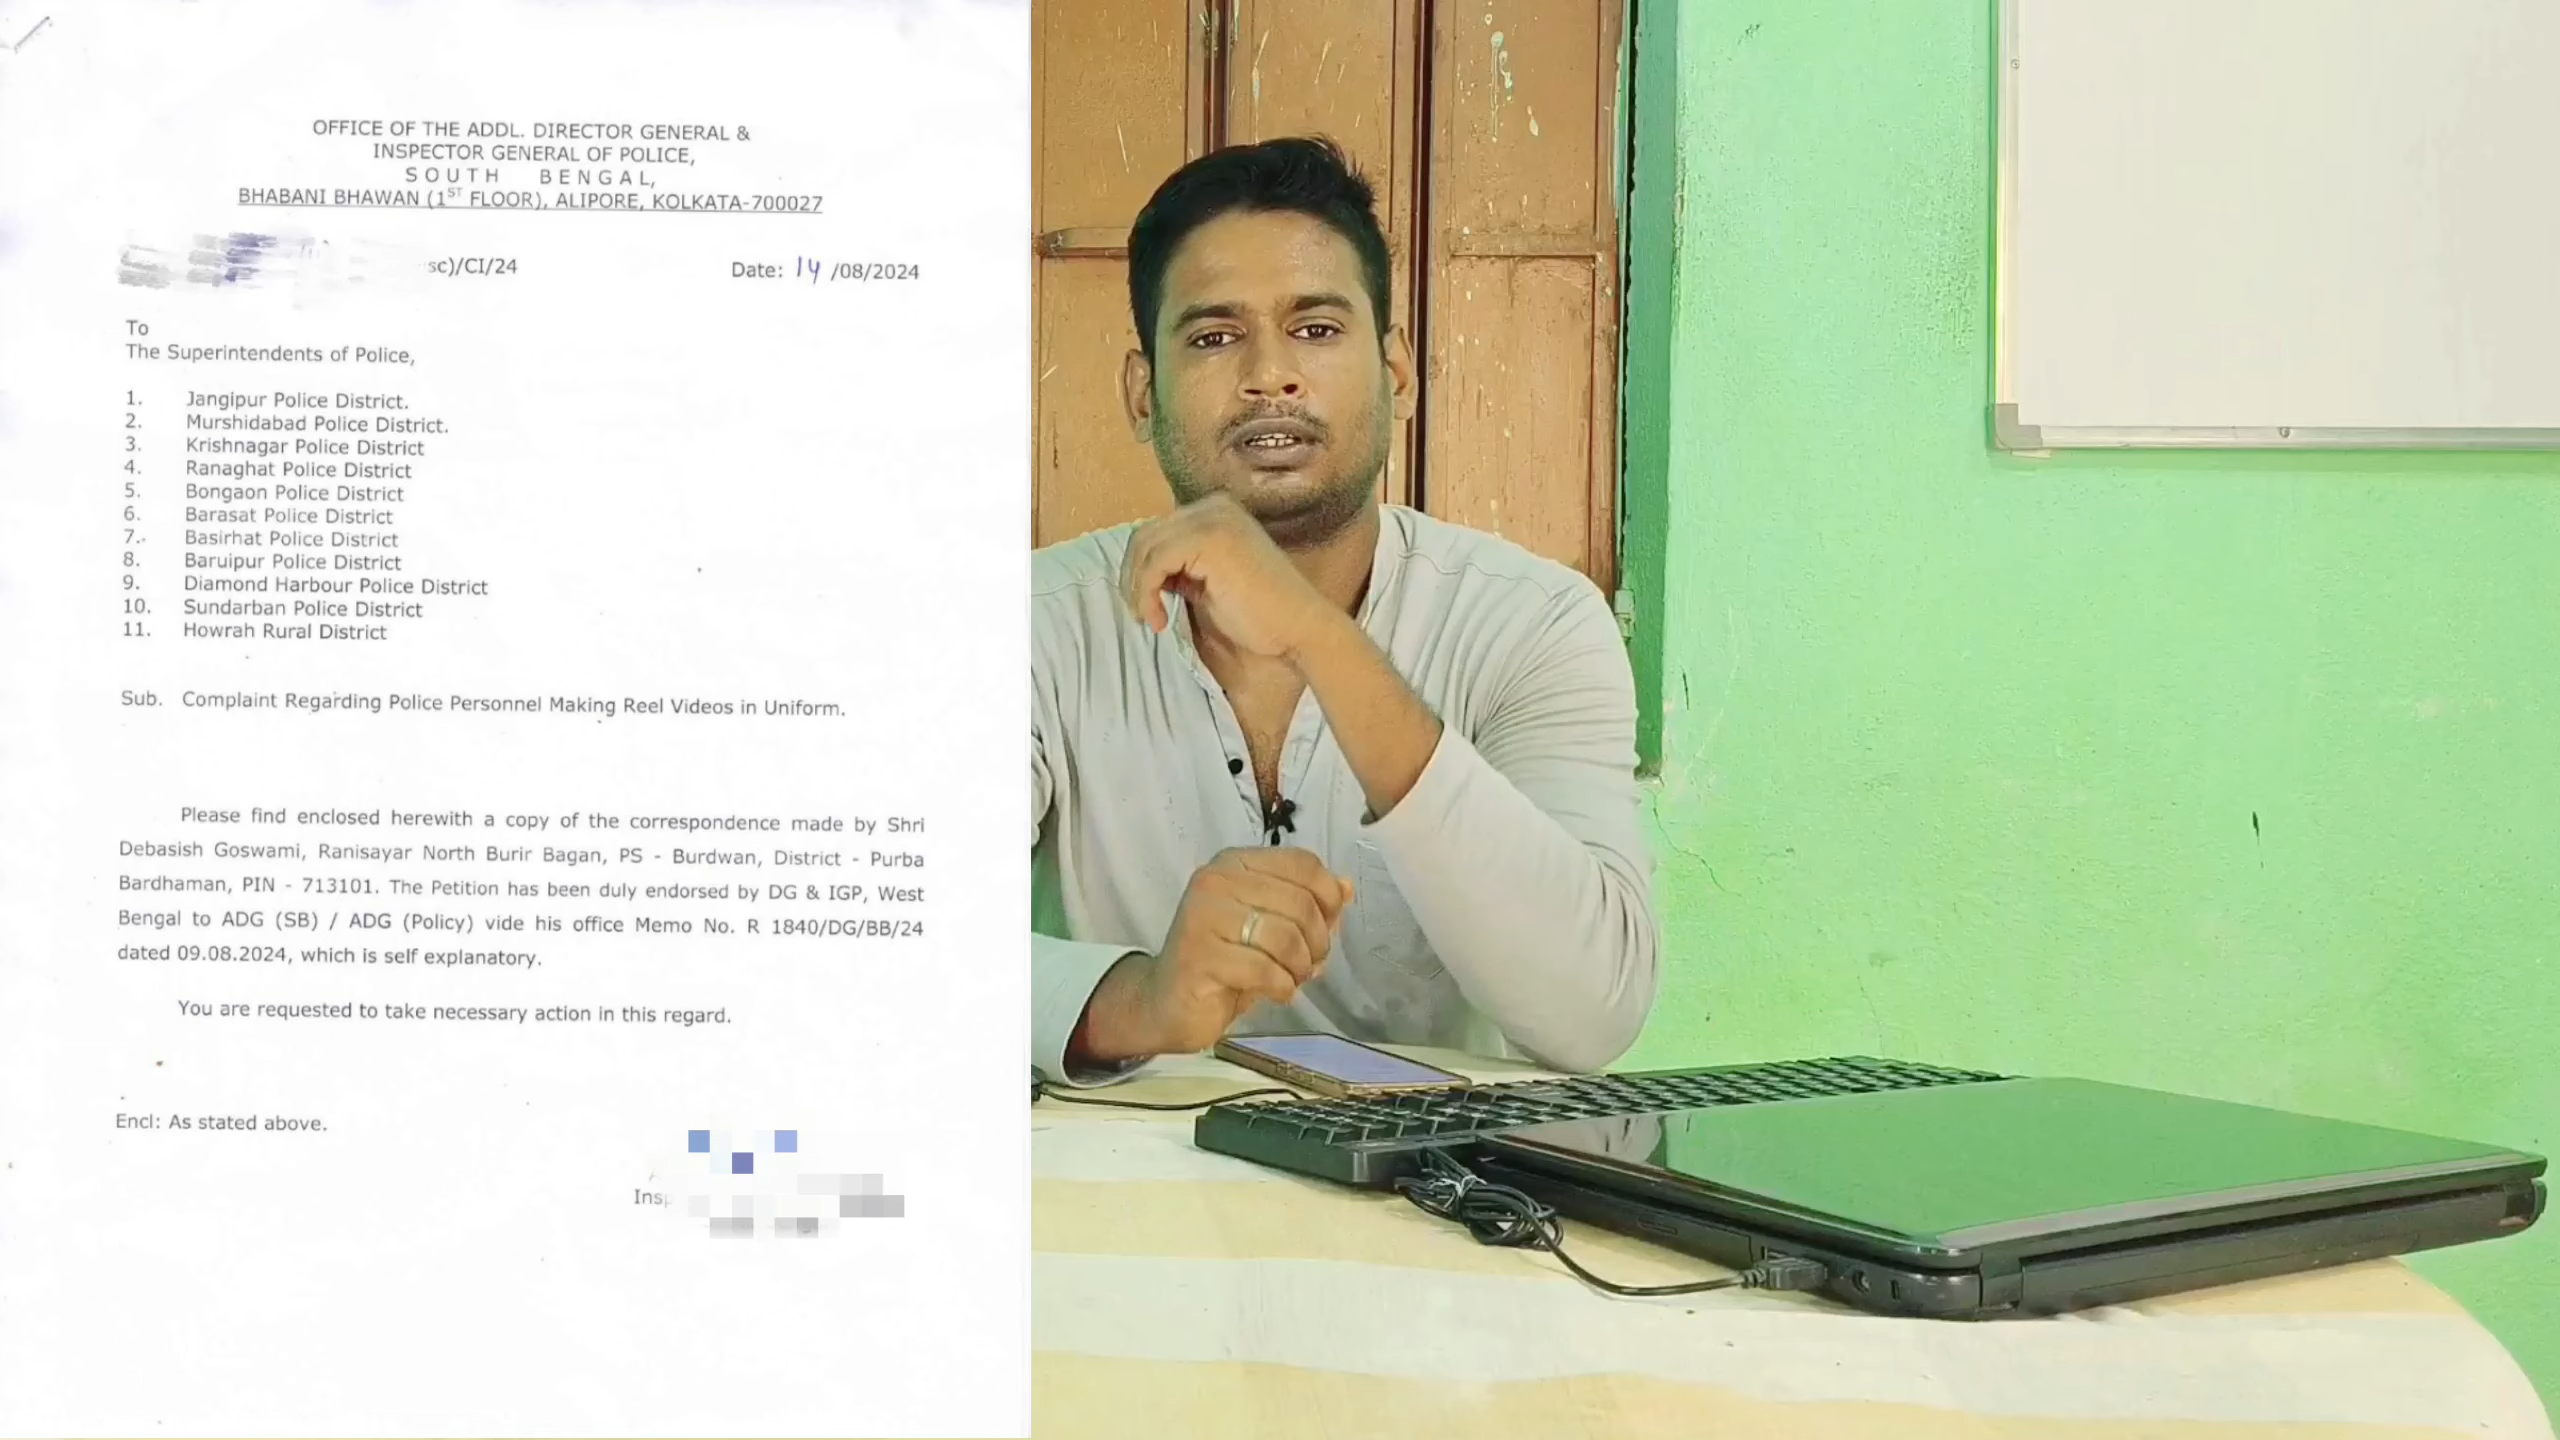 OFFICE OF THE ADDL. DIRECTOR GENERAL &
INSPECTOR GENERAL OF POLICE,
SOUTH BENGAL,
BHABANI BHAWAN (1ST FLOOR), ALIPORE, KOLKATA-700027
sc)/CI/24 Date: 14/08/2024
To
The Superintendents of Police,
1. Jangipur Police District.
2. Murshidabad Police District.
3. Krishnagar Police District
4. Ranaghat Police District
5. Bongaon Police District
6. Barasat Police District
7. Basirhat Police District
8. Baruipur Police District
9. Diamond Harbour Police District
10. Sundarban Police District
11. Howrah Rural District
Sub. Complaint Regarding Police Personnel Making Reel Videos in Uniform.
Please find enclosed herewith a copy of the correspondence made by Shri
Debasish Goswami, Ranisayar North Burir Bagan, PS - Burdwan, District - Purba
Bardhaman, PIN - 713101. The Petition has been duly endorsed by DG & IGP, West
Bengal to ADG (SB) / ADG (Policy) vide his office Memo No. R 1840/DG/BB/24
dated 09.08.2024, which is self explanatory.
You are requested to take necessary action in this regard.
Encl: As stated above.